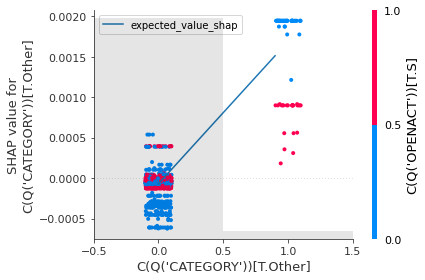 0.0020
0.0015
0.0010
0.0005
0.0000
−0.0005
SHAP value for
C(Q('CATEGORY'))[T.Other]
expected_value_shap
−0.5
0.0
0.5
1.0
1.5
C(Q('CATEGORY'))[T.Other]
1.0
0.5
0.0
C(Q('OPENACT'))[T.S]